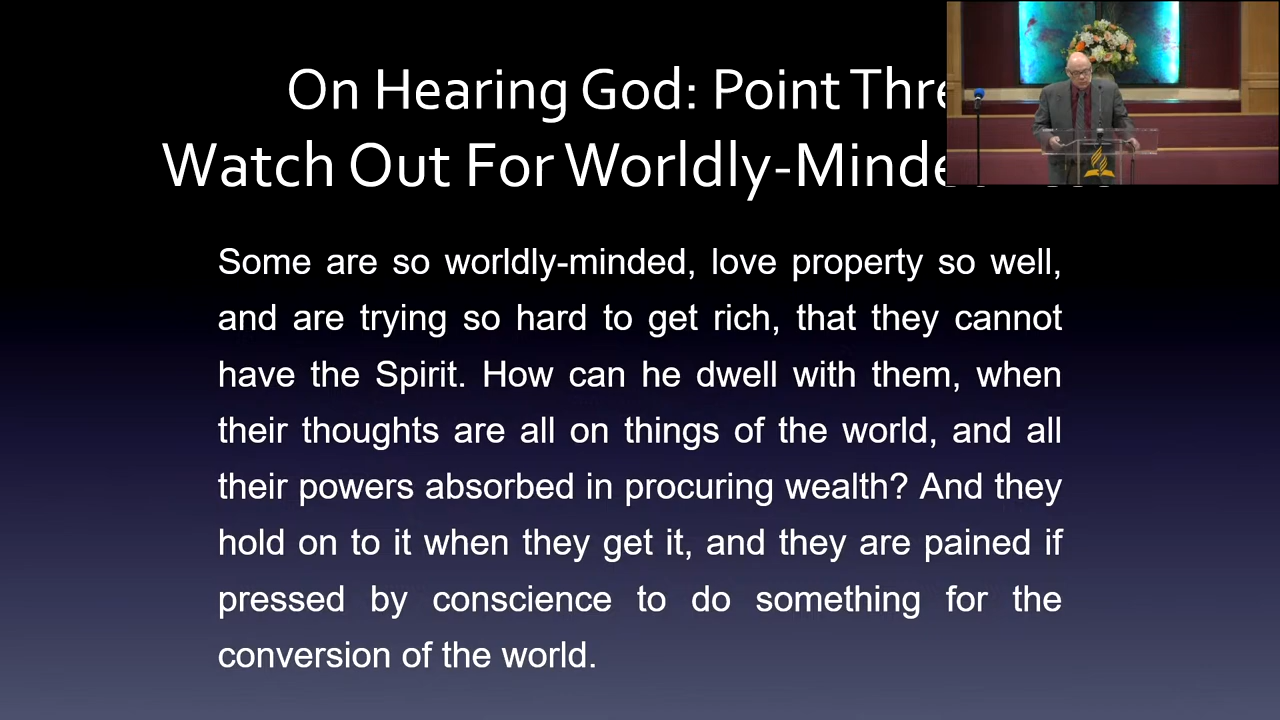 On Hearing God: Point
Watch Out For
Some are so worldly-minded, love property so well,
and are trying so hard to get rich, that they cannot
have the Spirit. How can he dwell with them, when
their thoughts are all on things of the world, and all
their powers absorbed in procuring wealth? And they
hold on to it when they get it, and they are pained if
pressed by conscience to do something for the
conversion of the world.